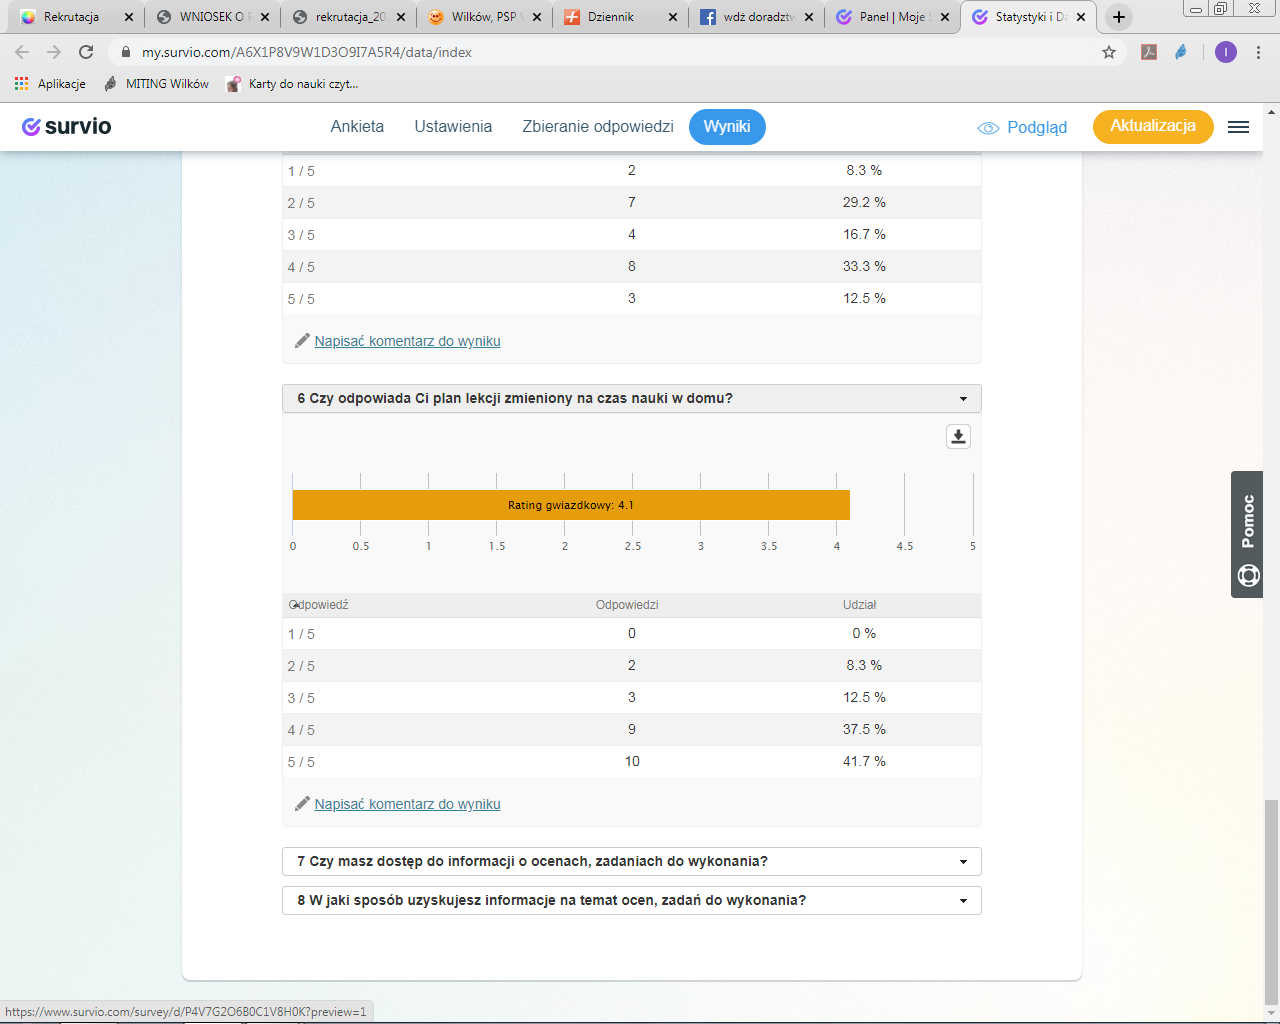 Rekrutacja
WNIOSEK O
rekrutacja_20
Wilków, PSP
Dziennik
wdż doradztw
Panel | Moje
Statystyki i Da
my.survio.com/A6X1P8V9W1D3O9I7A5R4/data/index
I
Aplikacje
MITING Wilków
Karty do nauki czyt...
survio
Ankieta
Ustawienia
Zbieranie odpowiedzi
Wyniki
Podgląd
Aktualizacja
1 / 5 2 8.3 %
2 / 5 7 29.2 %
3 / 5 4 16.7 %
4 / 5 8 33.3 %
5 / 5 3 12.5 %
Napisać komentarz do wyniku
6 Czy odpowiada Ci plan lekcji zmieniony na czas nauki w domu?
Rating gwiazdkowy: 4.1
0 0.5 1 1.5 2 2.5 3 3.5 4 4.5 5
Pomoc
Odpowiedź Odpowiedzi Udział
1 / 5 0 0 %
2 / 5 2 8.3 %
3 / 5 3 12.5 %
4 / 5 9 37.5 %
5 / 5 10 41.7 %
Napisać komentarz do wyniku
7 Czy masz dostęp do informacji o ocenach, zadaniach do wykonania?
8 W jaki sposób uzyskujesz informacje na temat ocen, zadań do wykonania?
https://www.survio.com/survey/d/P4V7G2O6B0C1V8H0K?preview=1